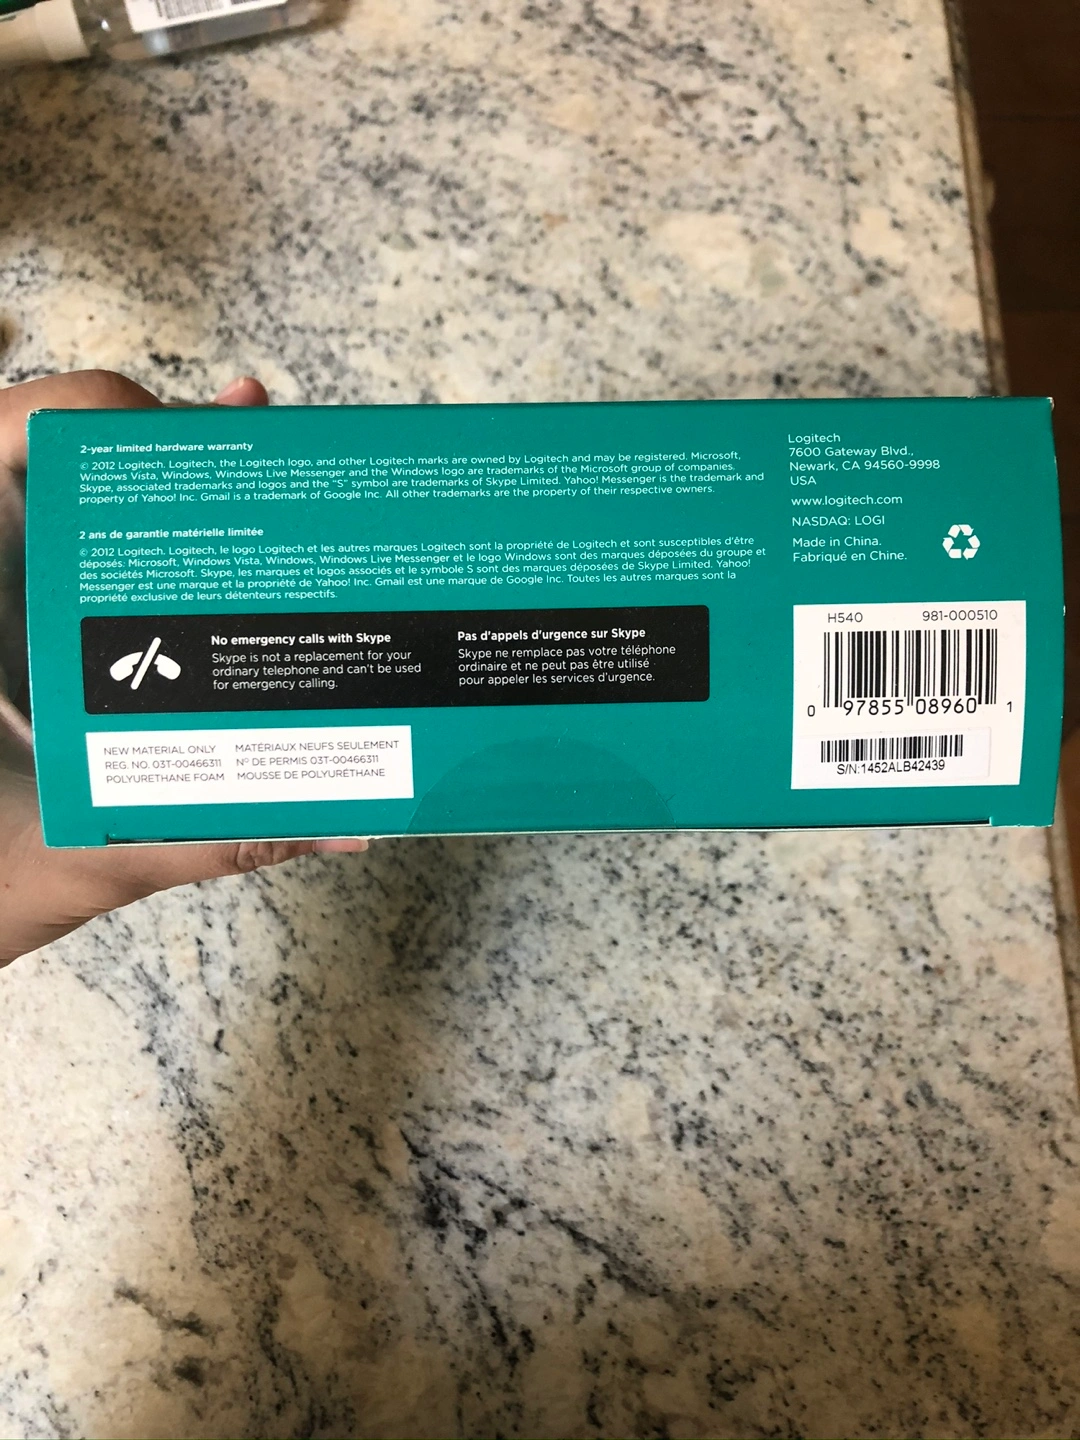 2-year limited hardware warranty
© 2012 Logitech. Logitech, the Logitech logo, and other Logitech marks are owned by Logitech and may be registered. Microsoft,
Windows Vista, Windows, Windows Live Messenger and the Windows logo are trademarks of the Microsoft group of companies.
Skype, associated trademarks and logos and the "S" symbol are trademarks of Skype Limited. Yahoo! Messenger is the trademark and
property of Yahoo! Inc. Gmail is a trademark of Google Inc. All other trademarks are the property of their respective owners.
2 ans de garantie matérielle limitée
© 2012 Logitech. Logitech, le logo Logitech et les autres marques Logitech sont la propriété de Logitech et sont susceptibles d'être
déposés. Microsoft, Windows Vista, Windows, Windows Live Messenger et le logo Windows sont des marques déposées du groupe et
des sociétés Microsoft. Skype, les marques et logos associés et le symbole S sont des marques déposées de Skype Limited. Yahoo!
Messenger est une marque et la propriété de Yahoo! Inc. Gmail est une marque de Google Inc. Toutes les autres marques sont la
propriété exclusive de leurs détenteurs respectifs.
Logitech
7600 Gateway Blvd.,
Newark, CA 94560-9998
USA
www.logitech.com
NASDAQ: LOGI
Made in China.
Fabriqué en Chine.
No emergency calls with Skype
Skype is not a replacement for your
ordinary telephone and can't be used
for emergency calling.
Pas d'appels d'urgence sur Skype
Skype ne remplace pas votre téléphone
ordinaire et ne peut pas être utilisé
pour appeler les services d'urgence.
H540 981-000510
0 97855 08960 1
S/N:1452ALB42439
NEW MATERIAL ONLY
REG. NO. 03T-00466311
POLYURETHANE FOAM
MATÉRIAUX NEUFS SEULEMENT
Nº DE PERMIS 03T-00466311
MOUSSE DE POLYURÉTHANE